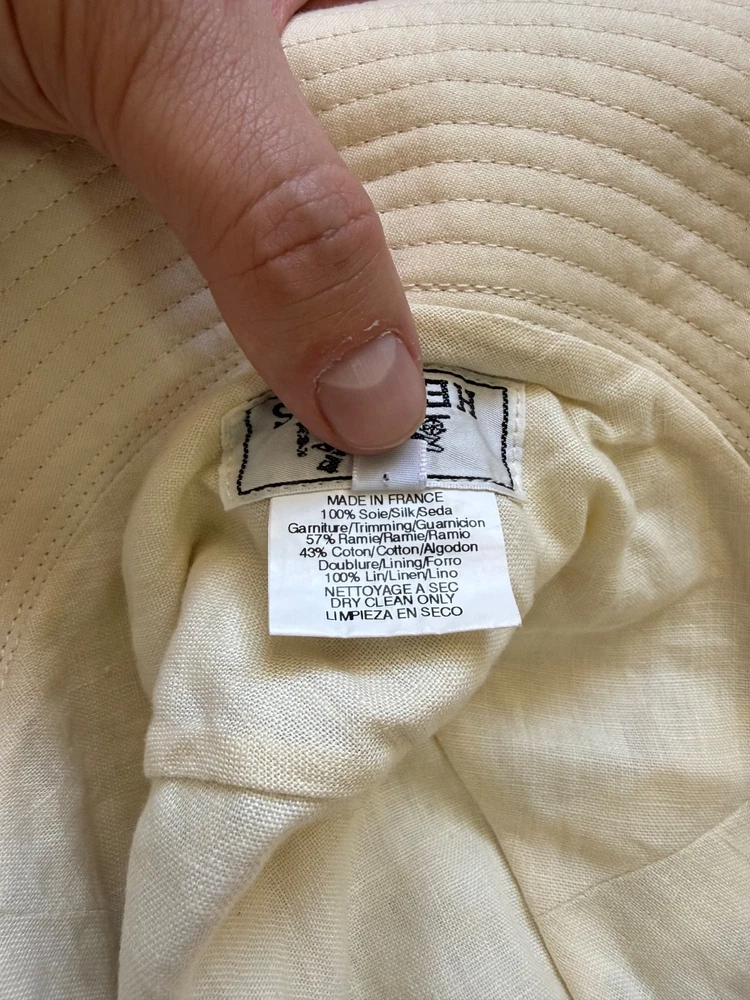 MADE IN FRANCE
100% Soie/Silk/Seda
Garniture/Trimming/Guarnicion
57% Ramie/Ramie/Ramio
43% Coton/Cotton/Algodon
Doublure/Lining/Forro
100% Lin/Linen/Lino
NETTOYAGE A SEC
DRY CLEAN ONLY
LIMPIEZA EN SECO